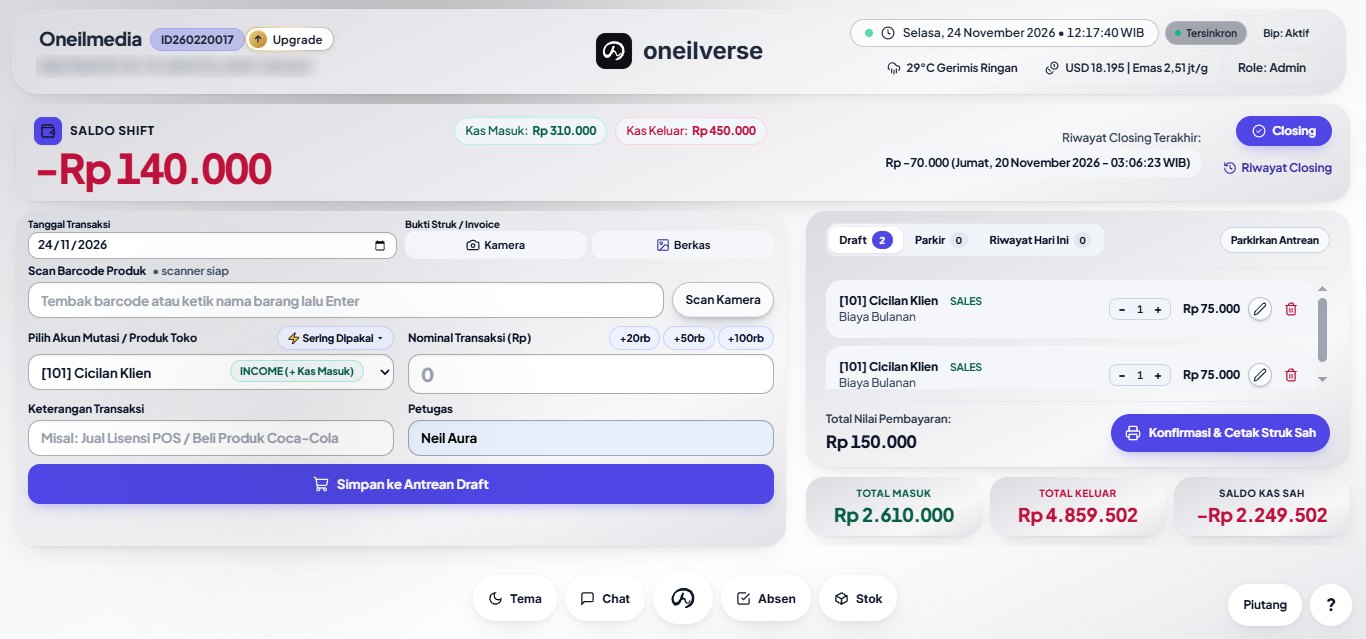 Oneilmedia ID260220017 Upgrade
oneilverse
Selasa, 24 November 2026 • 12:17:40 WIB Tersinkron Bip: Aktif
29°C Gerimis Ringan USD 18.195 | Emas 2,51 jt/g Role: Admin
SALDO SHIFT
-Rp 140.000
Kas Masuk: Rp 310.000 Kas Keluar: Rp 450.000
Riwayat Closing Terakhir:
Rp -70.000 (Jumat, 20 November 2026 - 03:06:23 WIB)
Closing
Riwayat Closing
Tanggal Transaksi Bukti Struk / Invoice
24/11/2026 Kamera Berkas
Scan Barcode Produk • scanner siap
Tembak barcode atau ketik nama barang lalu Enter Scan Kamera
Pilih Akun Mutasi / Produk Toko Sering Dipakai Nominal Transaksi (Rp) +20rb +50rb +100rb
[101] Cicilan Klien INCOME (+ Kas Masuk) 0
Keterangan Transaksi Petugas
Misal: Jual Lisensi POS / Beli Produk Coca-Cola Neil Aura
Simpan ke Antrean Draft
Draft 2 Parkir 0 Riwayat Hari Ini 0 Parkirkan Antrean
[101] Cicilan Klien SALES
Biaya Bulanan
- 1 + Rp 75.000
[101] Cicilan Klien SALES
Biaya Bulanan
- 1 + Rp 75.000
Total Nilai Pembayaran:
Rp 150.000
Konfirmasi & Cetak Struk Sah
TOTAL MASUK
Rp 2.610.000
TOTAL KELUAR
Rp 4.859.502
SALDO KAS SAH
-Rp 2.249.502
Tema Chat Absen Stok
Piutang ?